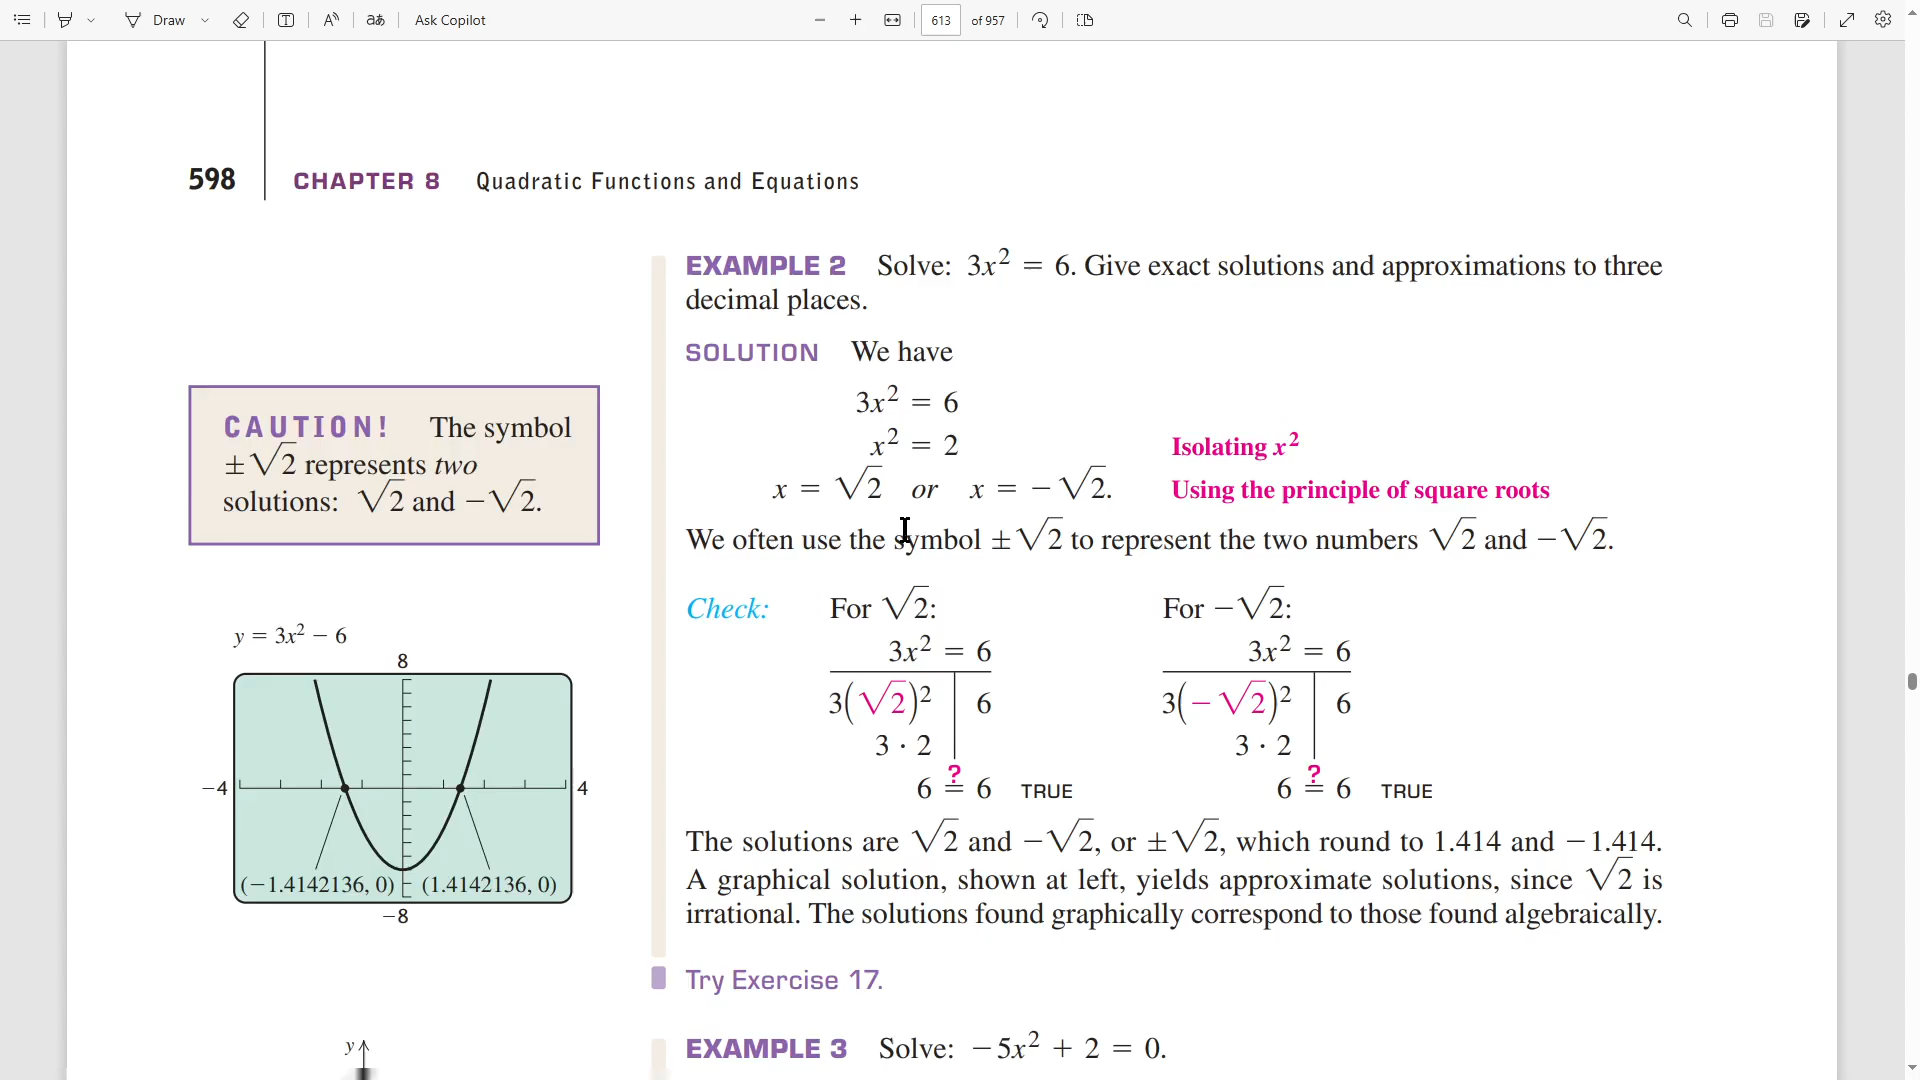 Draw
Ask Copilot
613 of 957
598 CHAPTER 8 Quadratic Functions and Equations
EXAMPLE 2 Solve: 3x² = 6. Give exact solutions and approximations to three
decimal places.
SOLUTION We have
3x² = 6
x² = 2 Isolating x²
x = √2 or x = −√2. Using the principle of square roots
We often use the symbol ±√2 to represent the two numbers √2 and −√2.
Check: For √2: For −√2:
3x² = 6 3x² = 6
3(√2)² 6 3(−√2)² 6
3 · 2 3 · 2
6 ≟ 6 TRUE 6 ≟ 6 TRUE
The solutions are √2 and −√2, or ±√2, which round to 1.414 and −1.414.
A graphical solution, shown at left, yields approximate solutions, since √2 is
irrational. The solutions found graphically correspond to those found algebraically.
Try Exercise 17.
CAUTION! The symbol
±√2 represents two
solutions: √2 and −√2.
y = 3x² − 6
8
−4 4
(−1.4142136, 0) (1.4142136, 0)
−8
y
EXAMPLE 3 Solve: −5x² + 2 = 0.